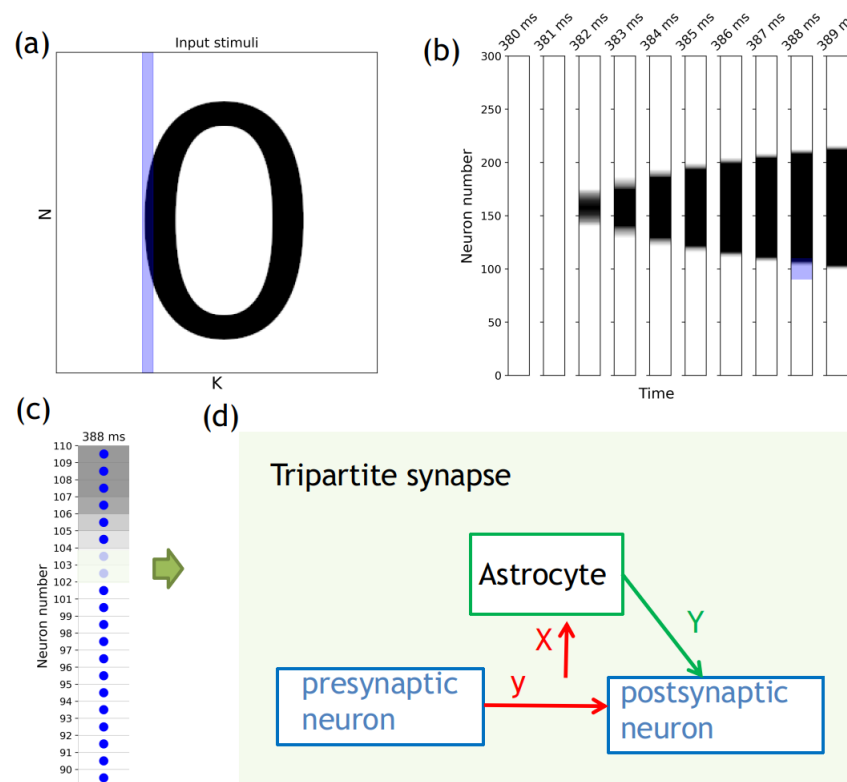 (a)
Input stimuli
N
K
(b)
380 ms
381 ms
382 ms
383 ms
384 ms
385 ms
386 ms
387 ms
388 ms
389 ms
Neuron number
300
250
200
150
100
50
0
Time
(c)
388 ms
Neuron number
110
109
108
107
106
105
104
103
102
101
99
98
97
96
95
94
93
92
91
90
(d)
Tripartite synapse
Astrocyte
X
Y
y
presynaptic
neuron
postsynaptic
neuron